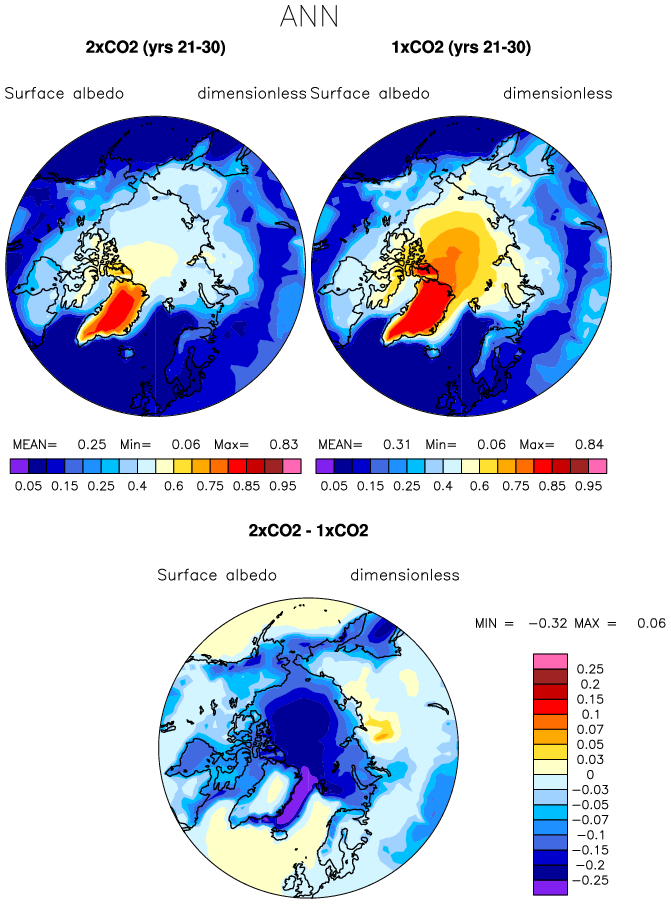 ANN
2xCO2 (yrs 21-30) 1xCO2 (yrs 21-30)
Surface albedo dimensionless Surface albedo dimensionless
MEAN= 0.25 Min= 0.06 Max= 0.83 MEAN= 0.31 Min= 0.06 Max= 0.84
0.05 0.15 0.25 0.4 0.6 0.75 0.85 0.95 0.05 0.15 0.25 0.4 0.6 0.75 0.85 0.95
2xCO2 - 1xCO2
Surface albedo dimensionless
MIN = −0.32 MAX = 0.06
0.25
0.2
0.15
0.1
0.07
0.05
0.03
0
−0.03
−0.05
−0.07
−0.1
−0.15
−0.2
−0.25